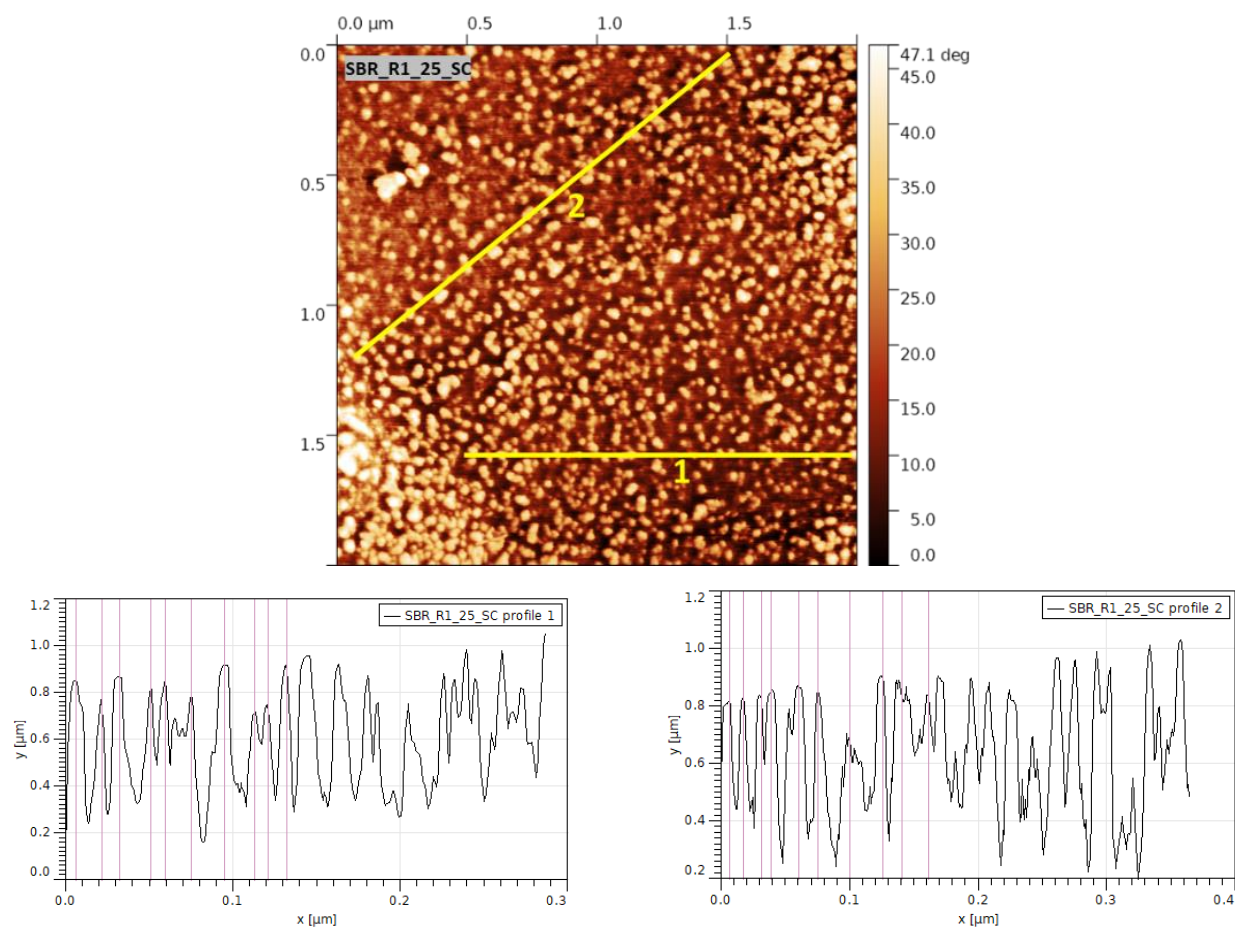 0.0 µm 0.5 1.0 1.5
0.0
0.5
1.0
1.5
SBR_R1_25_SC
2
1
47.1 deg
45.0
40.0
35.0
30.0
25.0
20.0
15.0
10.0
5.0
0.0
SBR_R1_25_SC profile 1
1.2
1.0
0.8
0.6
0.4
0.2
0.0
y [µm]
0.0 0.1 0.2 0.3
x [µm]
SBR_R1_25_SC profile 2
1.2
1.0
0.8
0.6
0.4
0.2
y [µm]
0.0 0.1 0.2 0.3 0.4
x [µm]